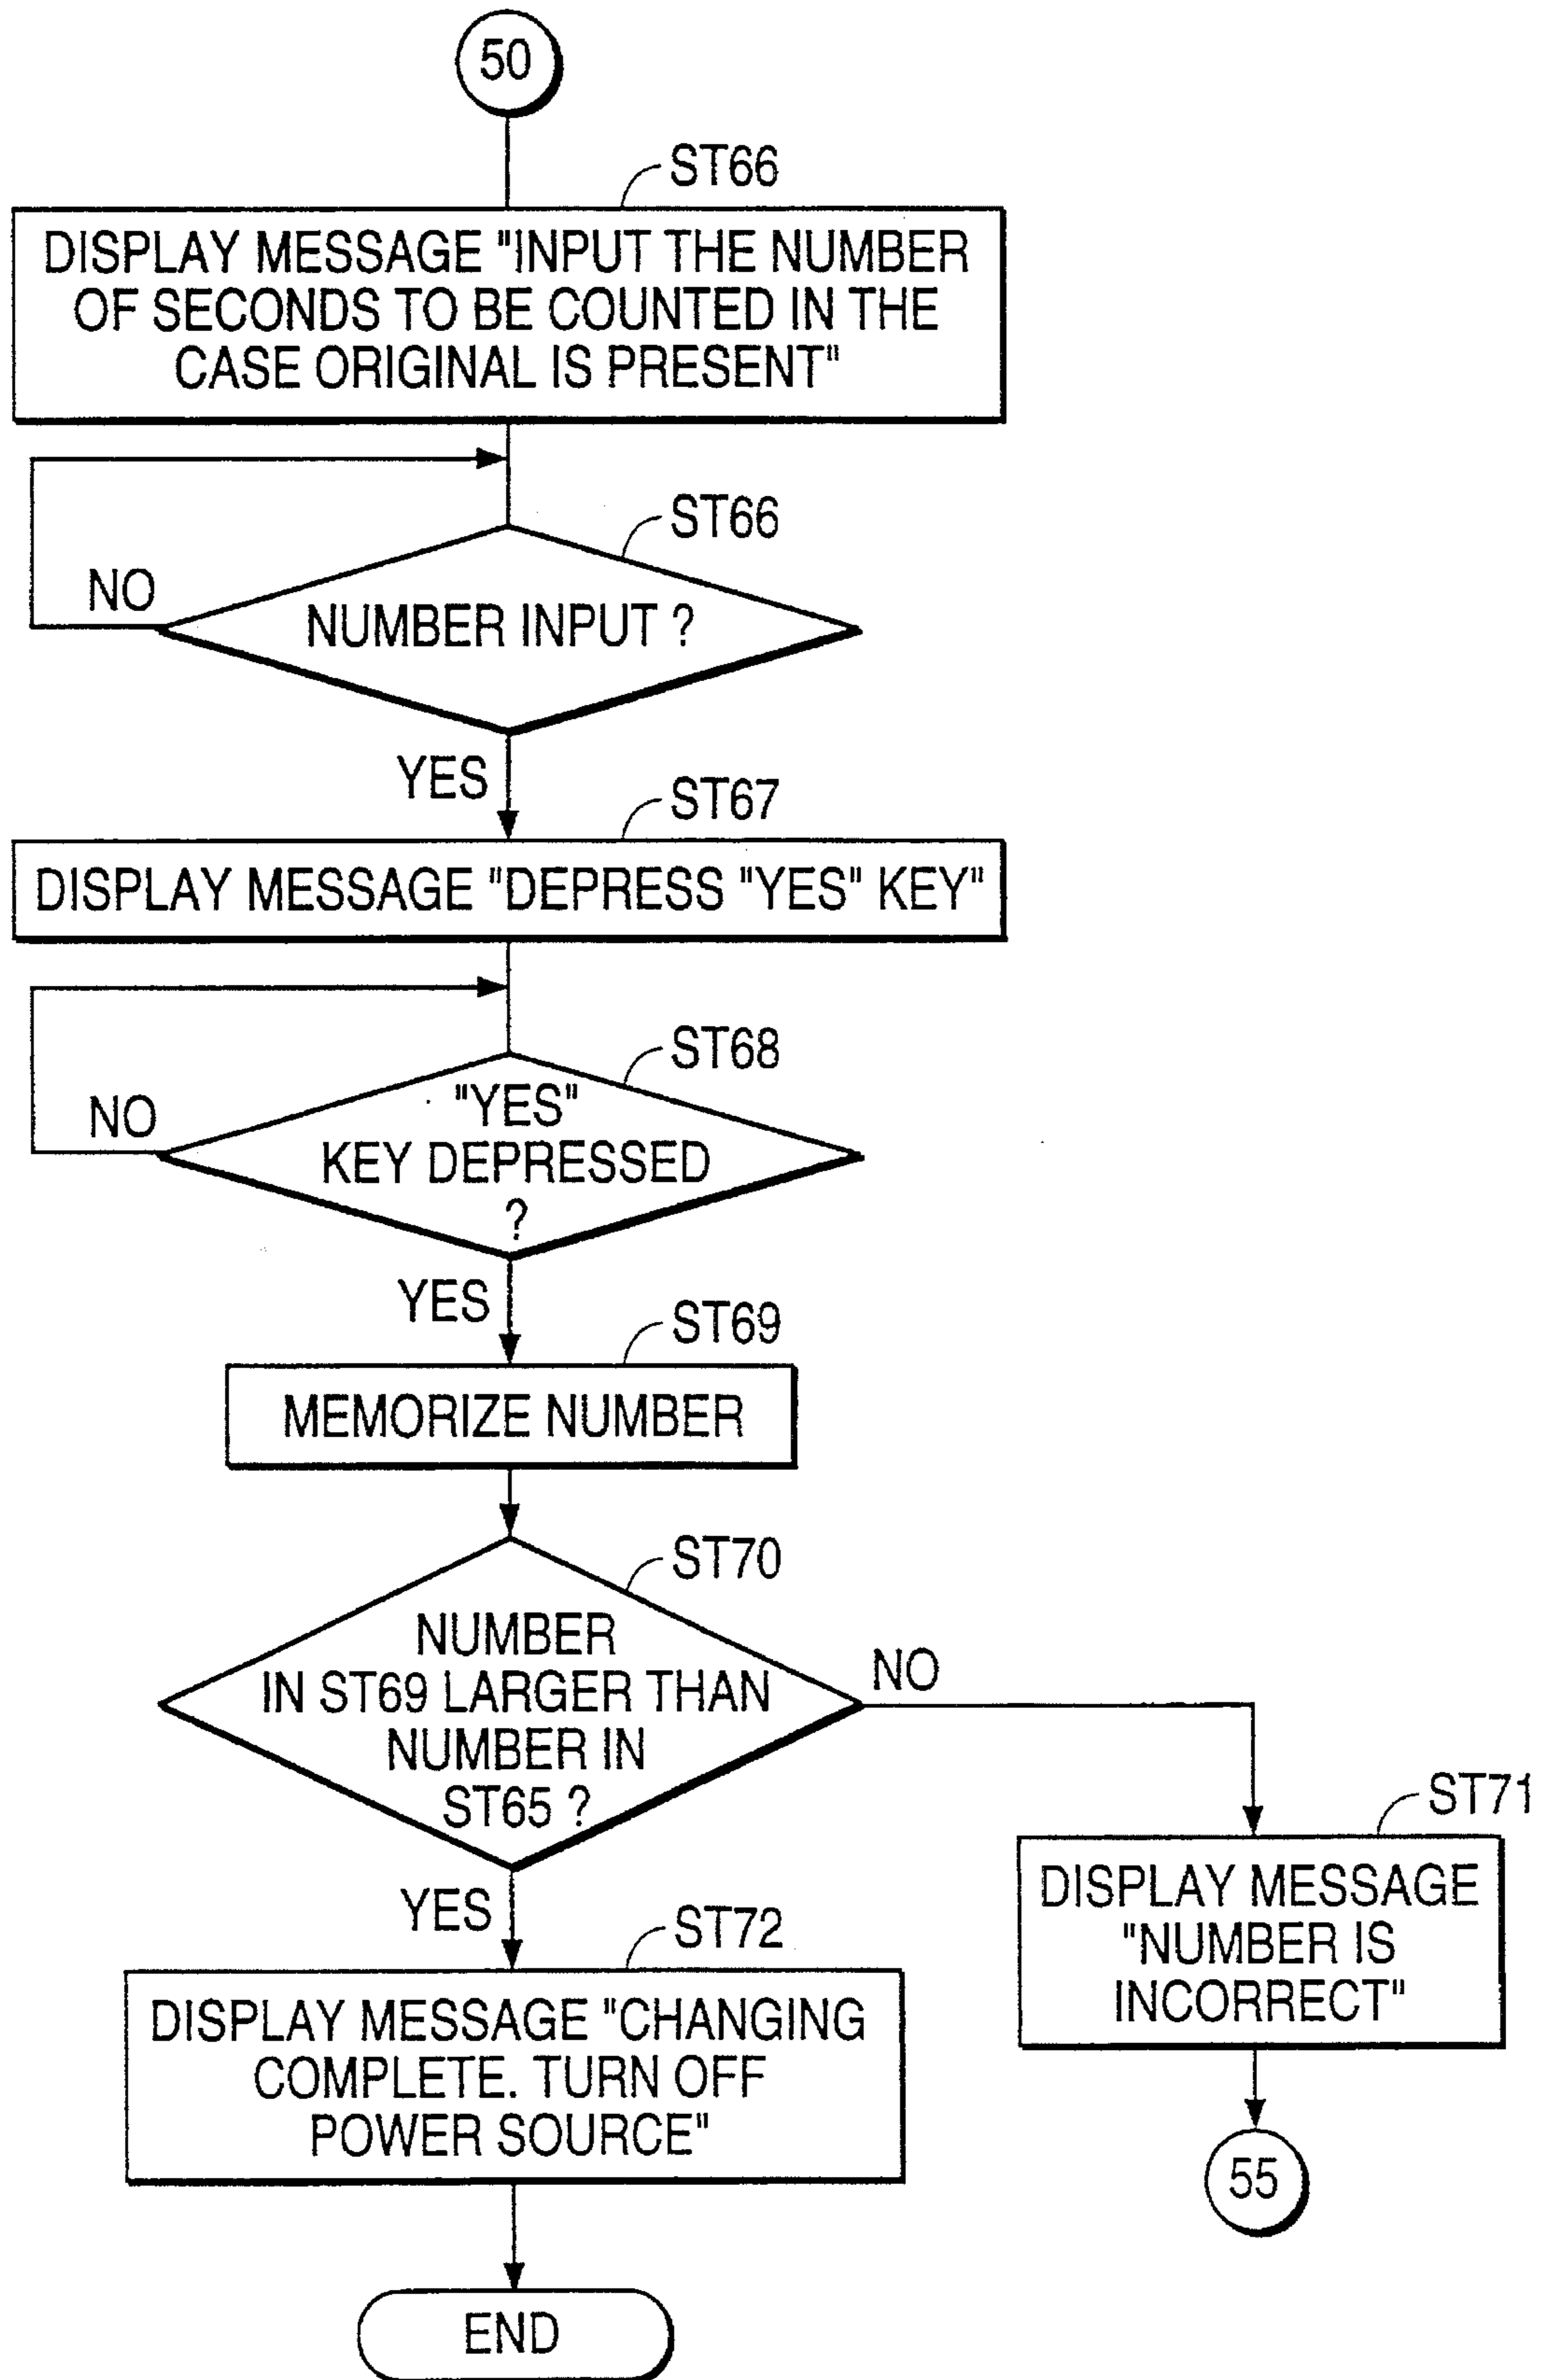 50
ST66
DISPLAY MESSAGE "INPUT THE NUMBER
OF SECONDS TO BE COUNTED IN THE
CASE ORIGINAL IS PRESENT"
ST66
NO
NUMBER INPUT ?
YES
ST67
DISPLAY MESSAGE "DEPRESS "YES" KEY"
ST68
NO
"YES"
KEY DEPRESSED
?
YES
ST69
MEMORIZE NUMBER
ST70
NUMBER
IN ST69 LARGER THAN
NUMBER IN
ST65 ?
NO
YES
ST71
DISPLAY MESSAGE
"NUMBER IS
INCORRECT"
55
ST72
DISPLAY MESSAGE "CHANGING
COMPLETE. TURN OFF
POWER SOURCE"
END